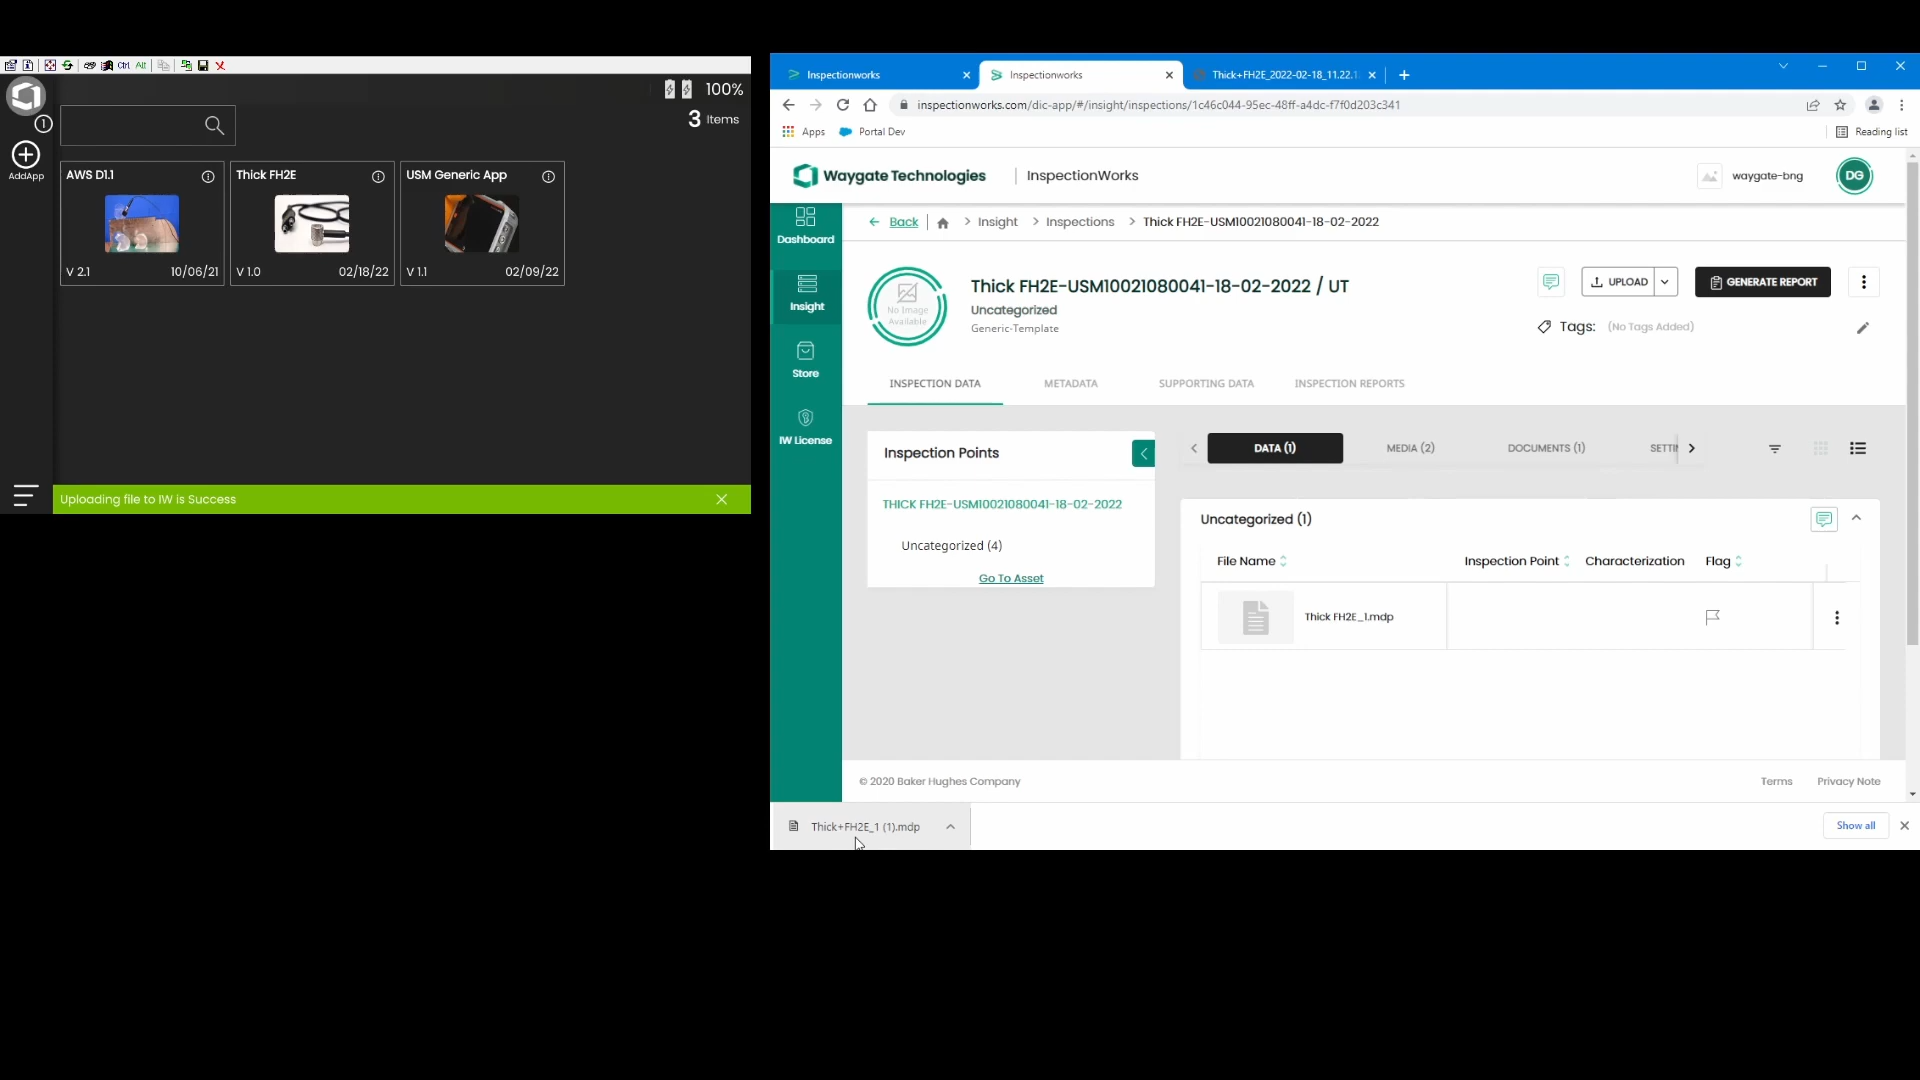 Ctrl Alt
100%
3 Items
1
AddApp
AWS D1.1
V 2.1 10/06/21
Thick FH2E
V 1.0 02/18/22
USM Generic App
V 1.1 02/09/22
Uploading file to IW is Success
Inspectionworks
Inspectionworks
Thick+FH2E_2022-02-18_11.22.1
inspectionworks.com/dic-app/#/insight/inspections/1c46c044-95ec-48ff-a4dc-f7f0d203c341
Apps Portal Dev Reading list
Waygate Technologies | InspectionWorks waygate-bng DG
Dashboard
Insight
Store
IW License
Back | > Insight > Inspections > Thick FH2E-USM10021080041-18-02-2022
No Image
Available
Thick FH2E-USM10021080041-18-02-2022 / UT
Uncategorized
Generic-Template
UPLOAD GENERATE REPORT
Tags: (No Tags Added)
INSPECTION DATA METADATA SUPPORTING DATA INSPECTION REPORTS
Inspection Points
THICK FH2E-USM10021080041-18-02-2022
Uncategorized (4)
Go To Asset
DATA (1) MEDIA (2) DOCUMENTS (1) SETTI
Uncategorized (1)
File Name Inspection Point Characterization Flag
Thick FH2E_1.mdp
© 2020 Baker Hughes Company Terms Privacy Note
Thick+FH2E_1 (1).mdp Show all